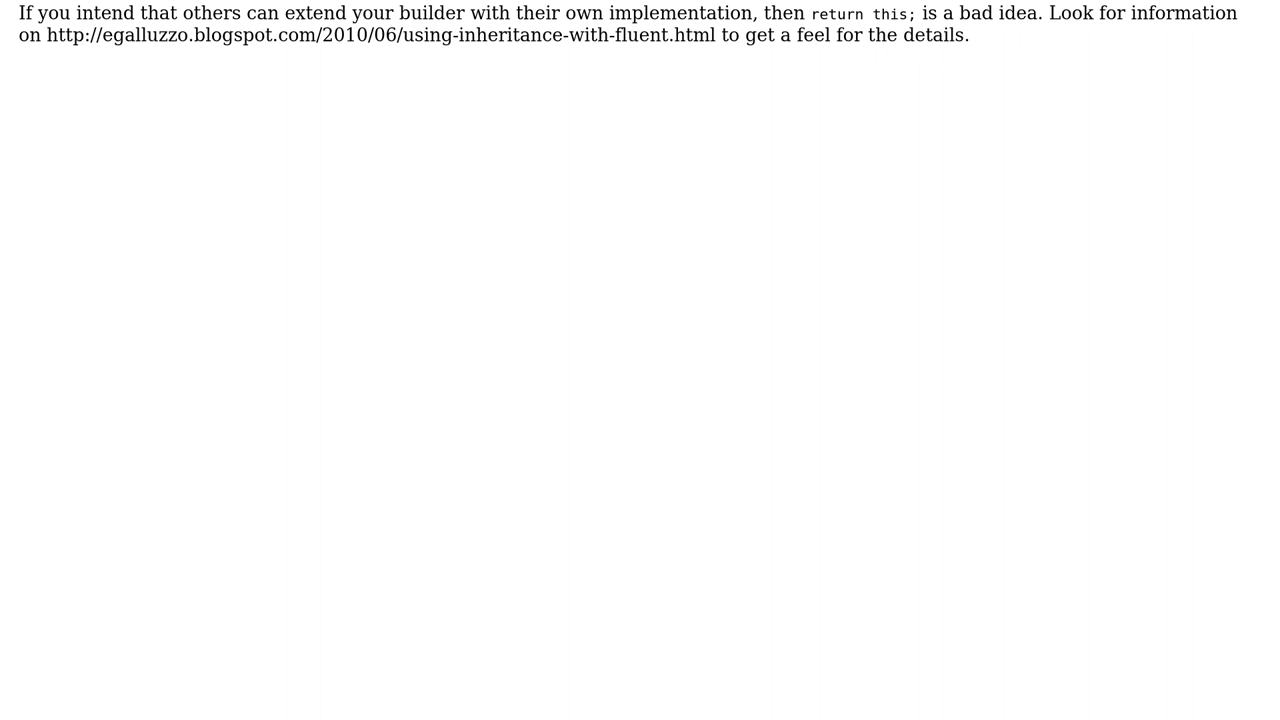 If you intend that others can extend your builder with their own implementation, then return this; is a bad idea. Look for information
on http://egalluzzo.blogspot.com/2010/06/using-inheritance-with-fluent.html to get a feel for the details.